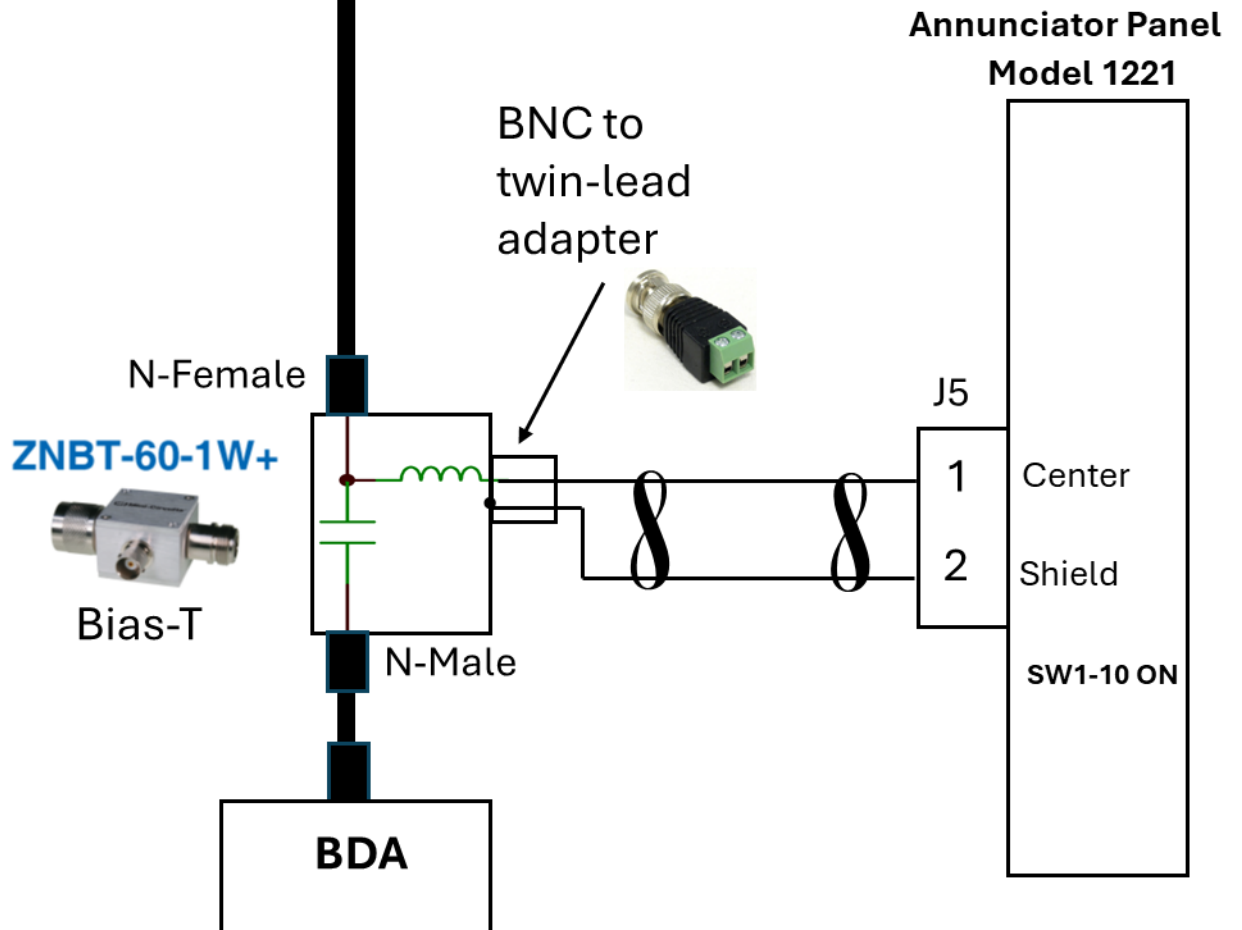 Annunciator Panel
Model 1221
BNC to
twin-lead
adapter
N-Female
J5
ZNBT-60-1W+
1
Center
2
Shield
Bias-T
N-Male
SW1-10 ON
BDA